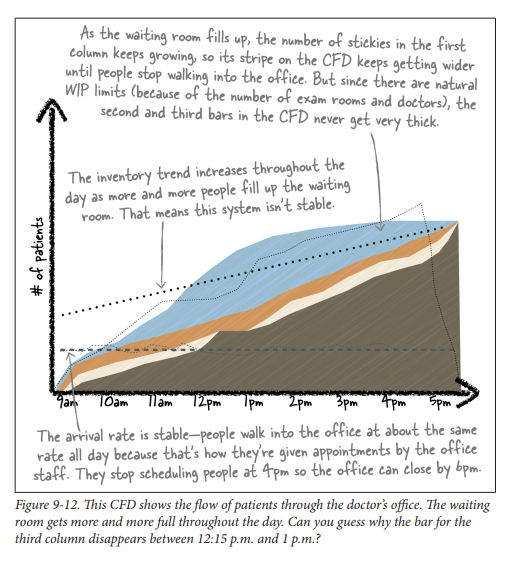 As the waiting room fills up, the number of stickies in the first
column keeps growing, so its stripe on the CFD keeps getting wider
until people stop walking into the office. But since there are natural
WIP limits (because of the number of exam rooms and doctors), the
second and third bars in the CFD never get very thick.
The inventory trend increases throughout the
day as more and more people fill up the waiting
room. That means this system isn't stable.
# of patients
9am 10am 11am 12pm 1pm 2pm 3pm 4pm 5pm
The arrival rate is stable—people walk into the office at about the same
rate all day because that's how they're given appointments by the office
staff. They stop scheduling people at 4pm so the office can close by 6pm.
Figure 9-12. This CFD shows the flow of patients through the doctor's office. The waiting
room gets more and more full throughout the day. Can you guess why the bar for the
third column disappears between 12:15 p.m. and 1 p.m.?